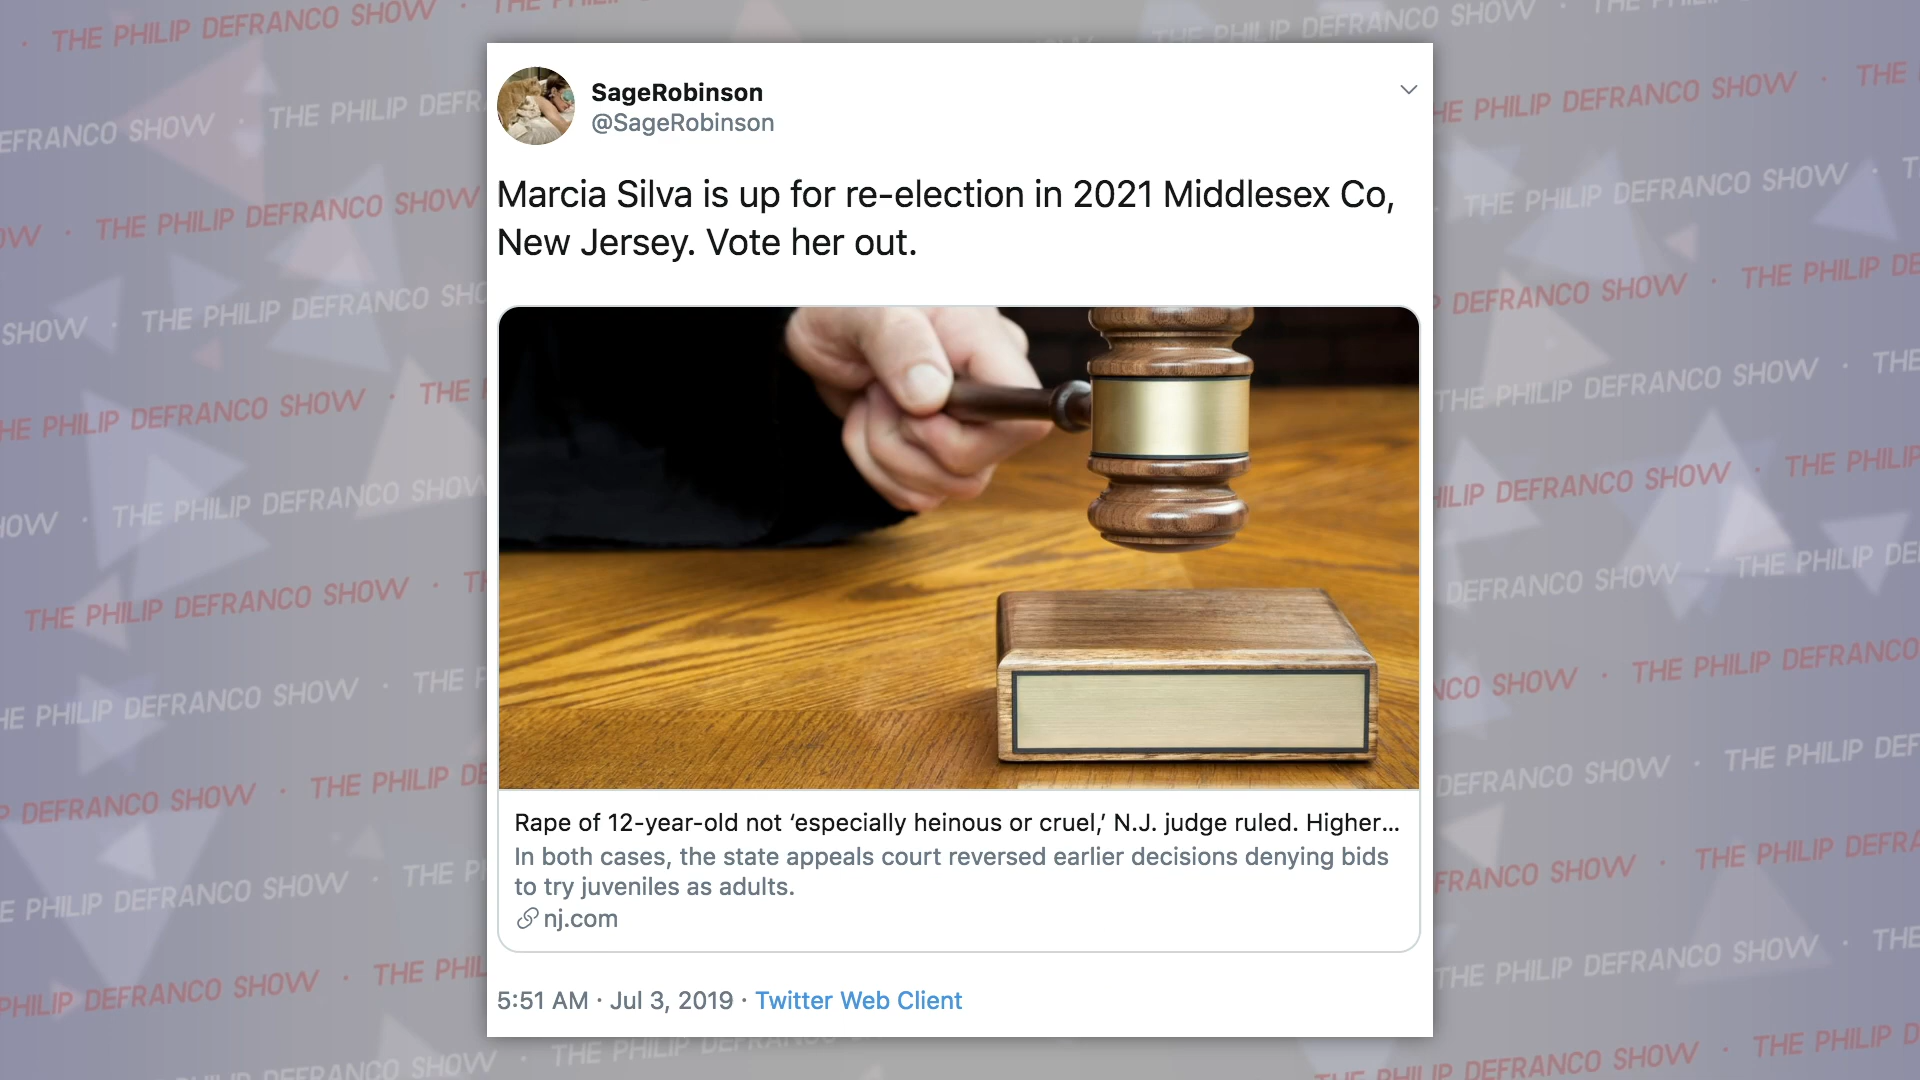 THE PHILIP DEFRANCO SHOW
SageRobinson
@SageRobinson
Marcia Silva is up for re-election in 2021 Middlesex Co,
New Jersey. Vote her out.
Rape of 12-year-old not ‘especially heinous or cruel,’ N.J. judge ruled. Higher...
In both cases, the state appeals court reversed earlier decisions denying bids
to try juveniles as adults.
nj.com
5:51 AM · Jul 3, 2019 · Twitter Web Client